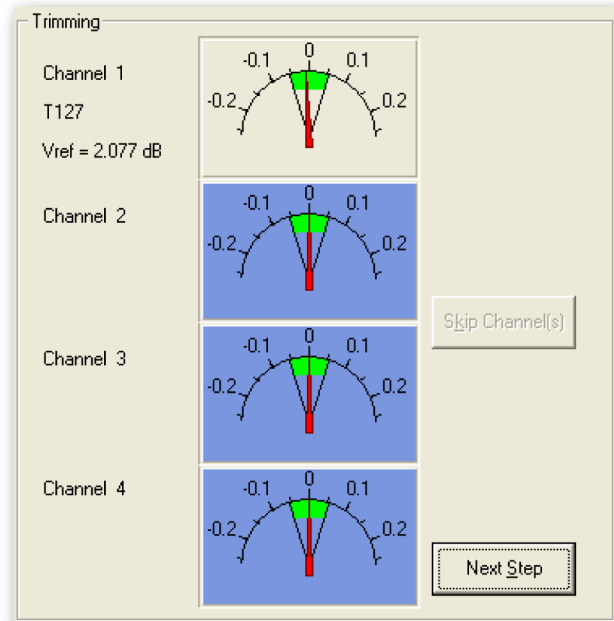 Trimming
Channel 1
T127
Vref = 2.077 dB
-0.2 -0.1 0 0.1 0.2
Channel 2
-0.2 -0.1 0 0.1 0.2
Skip Channel(s)
Channel 3
-0.2 -0.1 0 0.1 0.2
Channel 4
-0.2 -0.1 0 0.1 0.2
Next Step